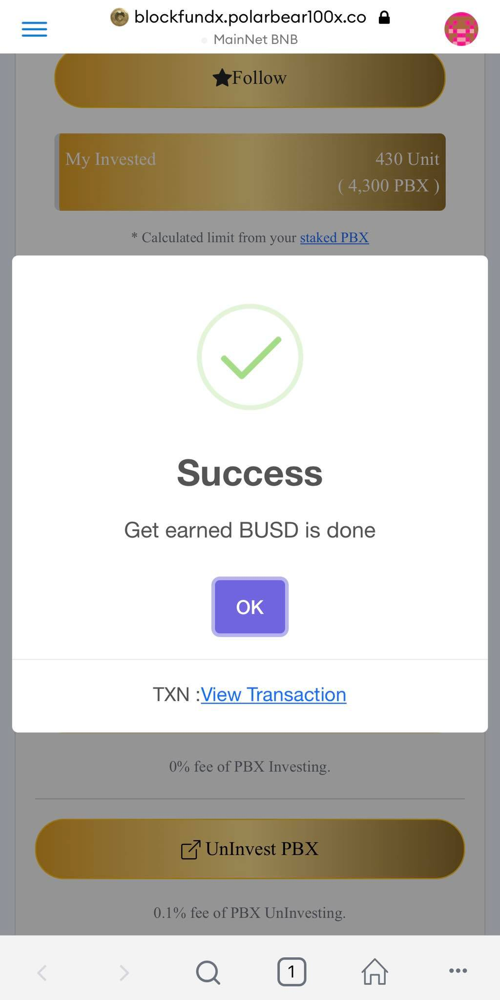 blockfundx.polarbear100x.co
MainNet BNB
Follow
My Invested 430 Unit
( 4,300 PBX )
* Calculated limit from your staked PBX
Success
Get earned BUSD is done
OK
TXN :View Transaction
0% fee of PBX Investing.
UnInvest PBX
0.1% fee of PBX UnInvesting.
1